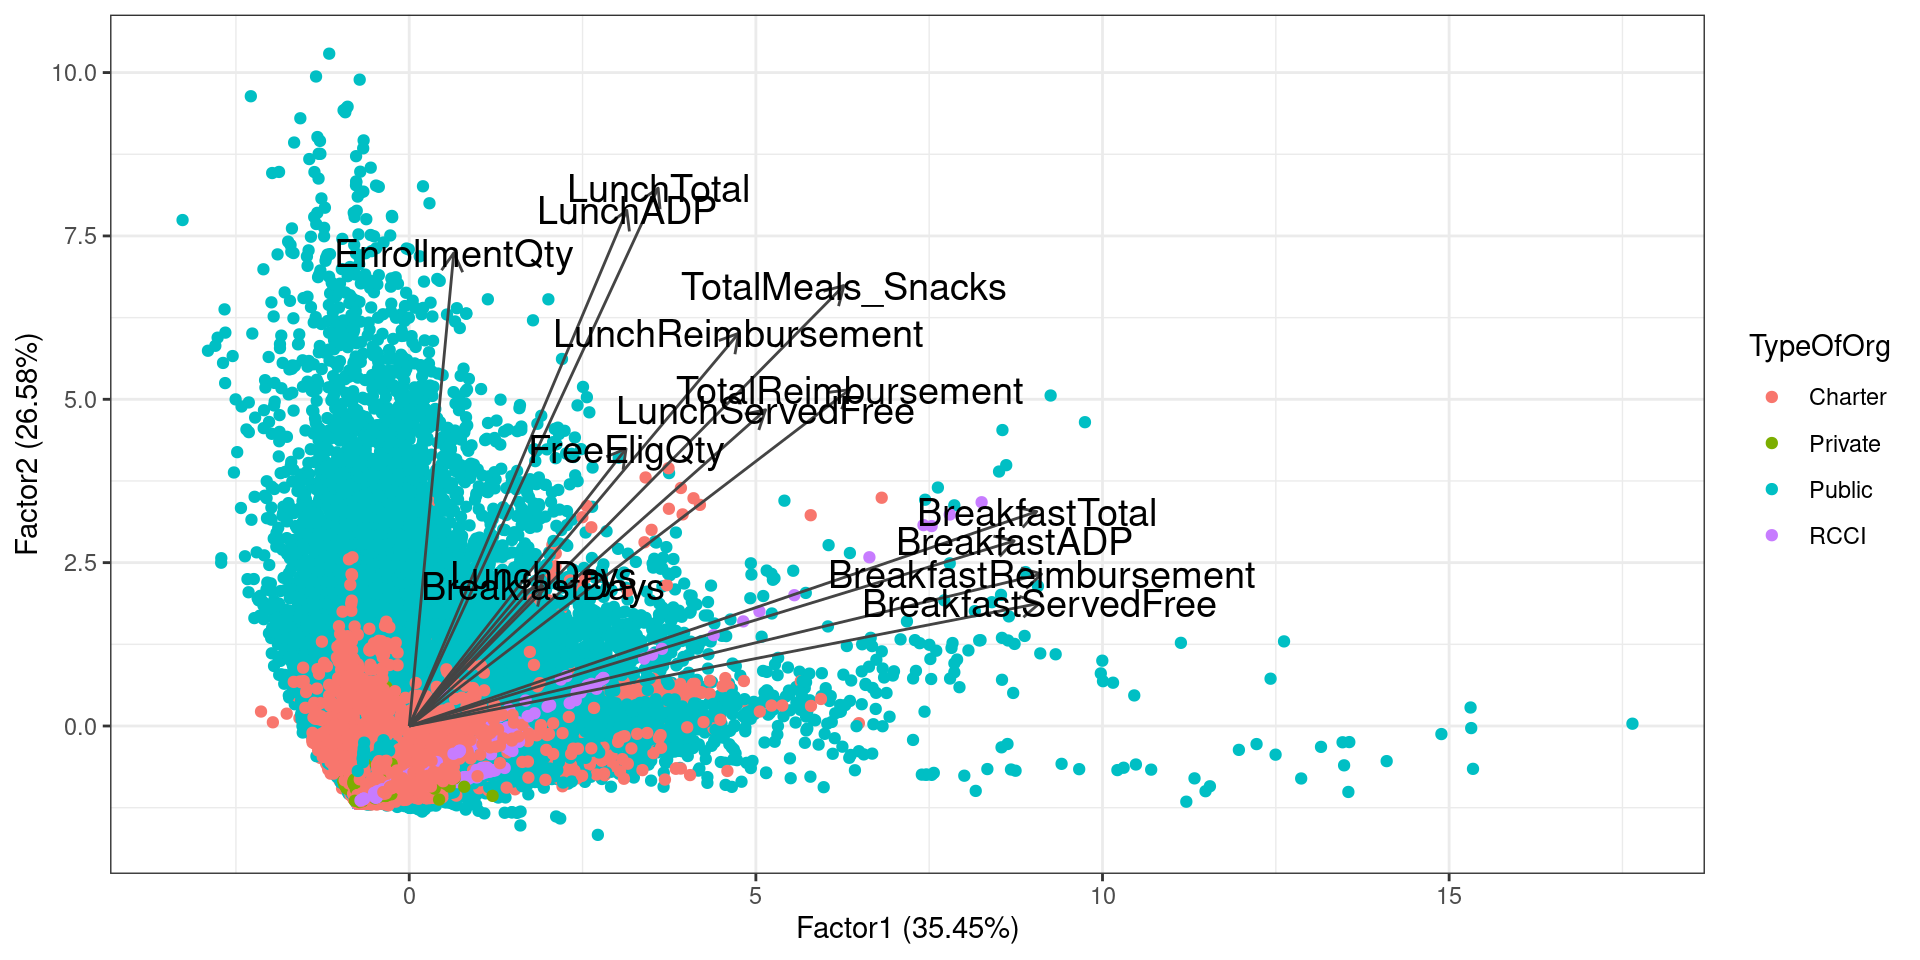 10.0
7.5
5.0
2.5
0.0
Factor2 (26.58%)
LunchTotal
LunchADP
EnrollmentQty
TotalMeals_Snacks
LunchReimbursement
TotalReimbursement
LunchServedFree
FreeEligQty
BreakfastTotal
BreakfastADP
LunchDays
BreakfastReimbursement
BreakfastDays
BreakfastServedFree
0
5
10
15
Factor1 (35.45%)
TypeOfOrg
Charter
Private
Public
RCCI